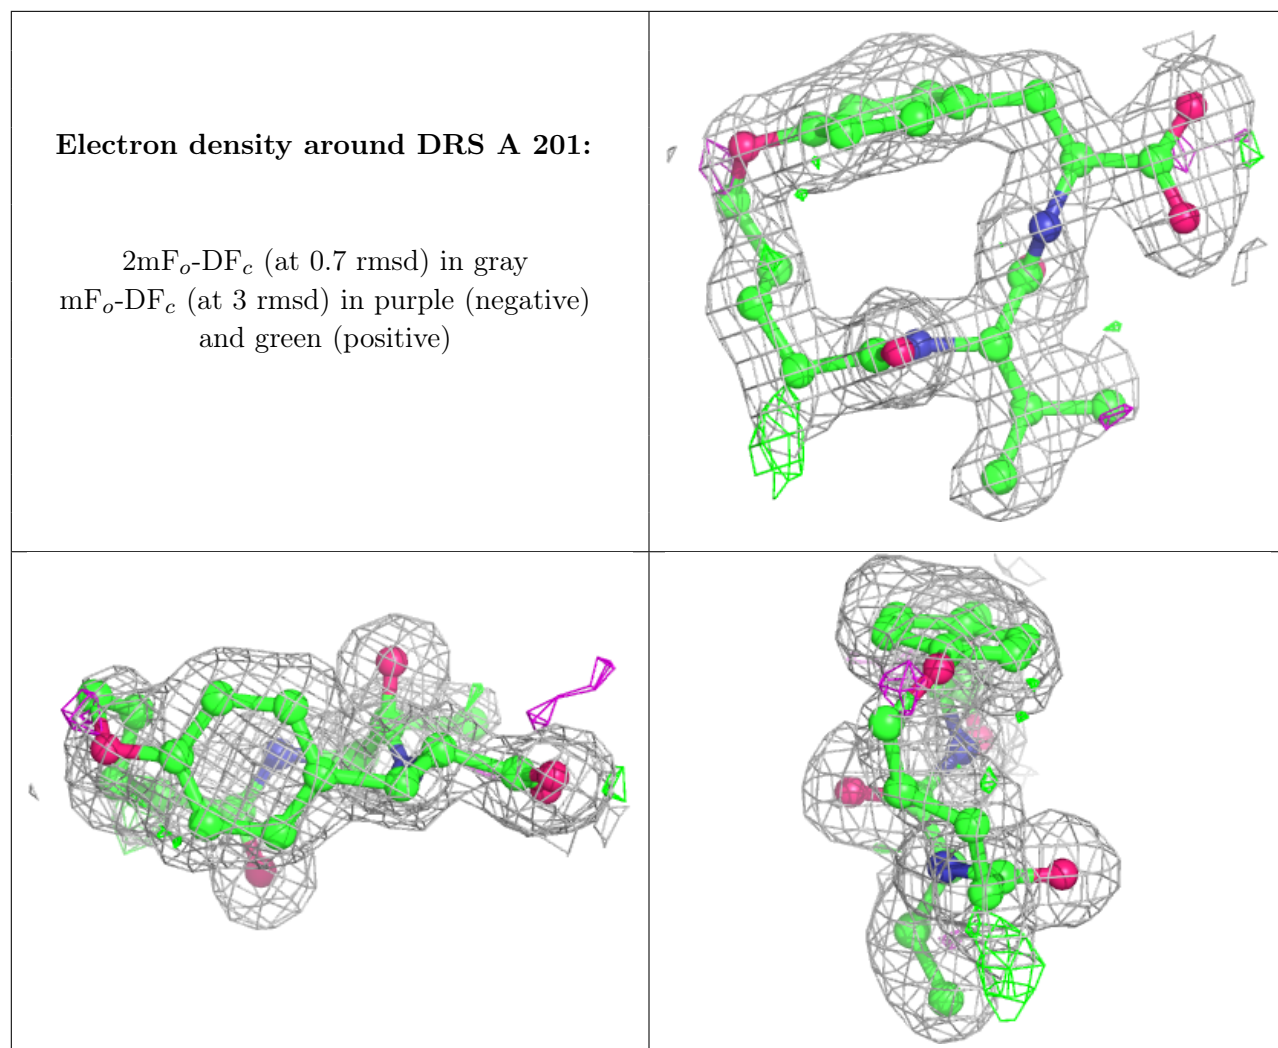 Electron density around DRS A 201:
2mFₒ-DF𝒸 (at 0.7 rmsd) in gray
mFₒ-DF𝒸 (at 3 rmsd) in purple (negative)
and green (positive)